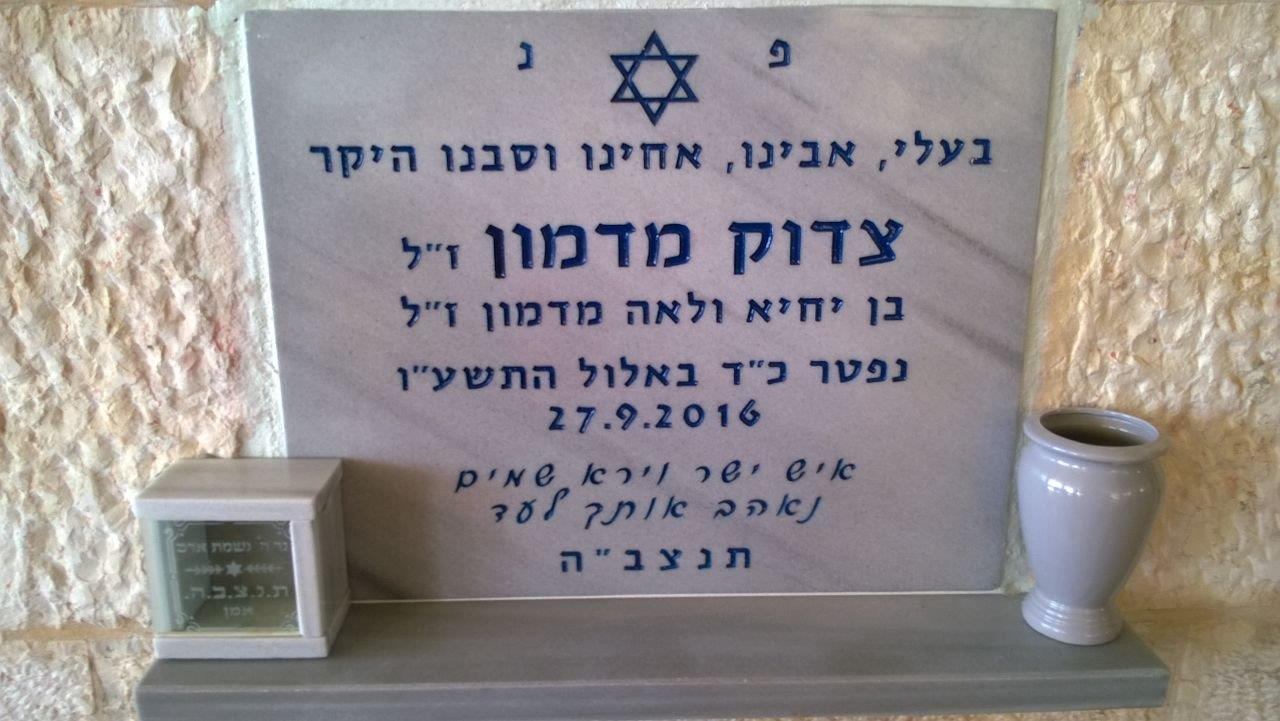 פ נ
בעלי, אבינו, אחינו וסבנו היקר
צדוק מדמון ז״ל
בן יחיא ולאה מדמון ז״ל
נפטר כ״ד באלול התשע״ו
27.9.2016
איש ישר וירא שמים
נאהב אותך לעד
תנצב״ה
נר ה׳ נשמת אדם
ת.נ.צ.ב.ה.
אמן